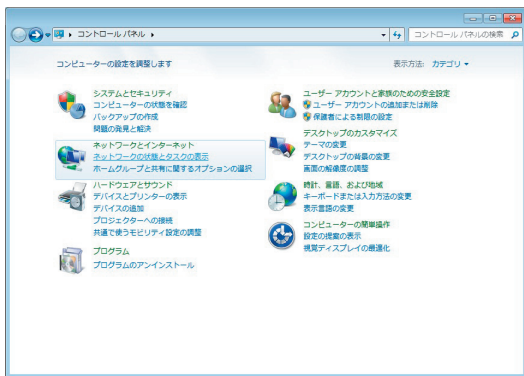 コントロール パネル
コントロール パネルの検索
コンピューターの設定を調整します
表示方法: カテゴリ
システムとセキュリティ
コンピューターの状態を確認
バックアップの作成
問題の発見と解決
ネットワークとインターネット
ネットワークの状態とタスクの表示
ホームグループと共有に関するオプションの選択
ハードウェアとサウンド
デバイスとプリンターの表示
デバイスの追加
プロジェクターへの接続
共通で使うモビリティ設定の調整
プログラム
プログラムのアンインストール
ユーザー アカウントと家族のための安全設定
ユーザー アカウントの追加または削除
保護者による制限の設定
デスクトップのカスタマイズ
テーマの変更
デスクトップの背景の変更
画面の解像度の調整
時計、言語、および地域
キーボードまたは入力方法の変更
表示言語の変更
コンピューターの簡単操作
設定の提案の表示
視覚ディスプレイの最適化